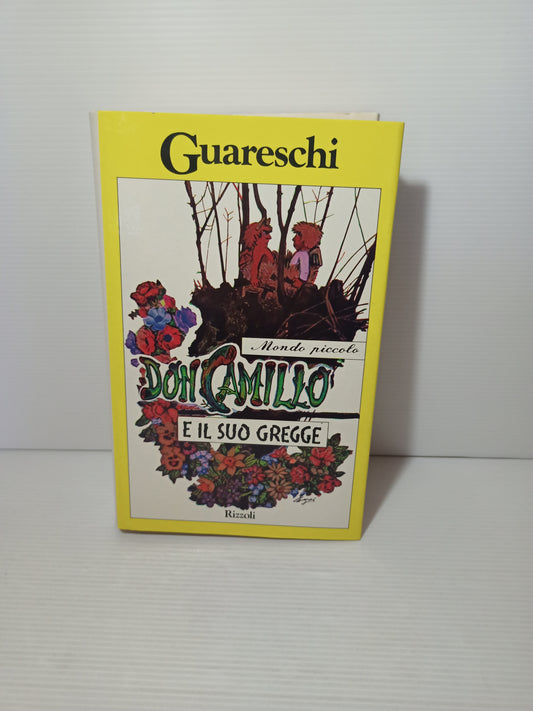 Guareschi
Mondo piccolo
DON CAMILLO
E IL SUO GREGGE
Rizzoli